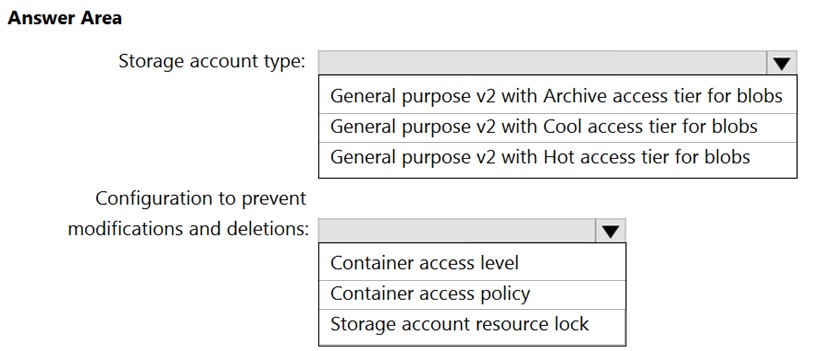 Answer Area
Storage account type:
General purpose v2 with Archive access tier for blobs
General purpose v2 with Cool access tier for blobs
General purpose v2 with Hot access tier for blobs
Configuration to prevent
modifications and deletions:
Container access level
Container access policy
Storage account resource lock